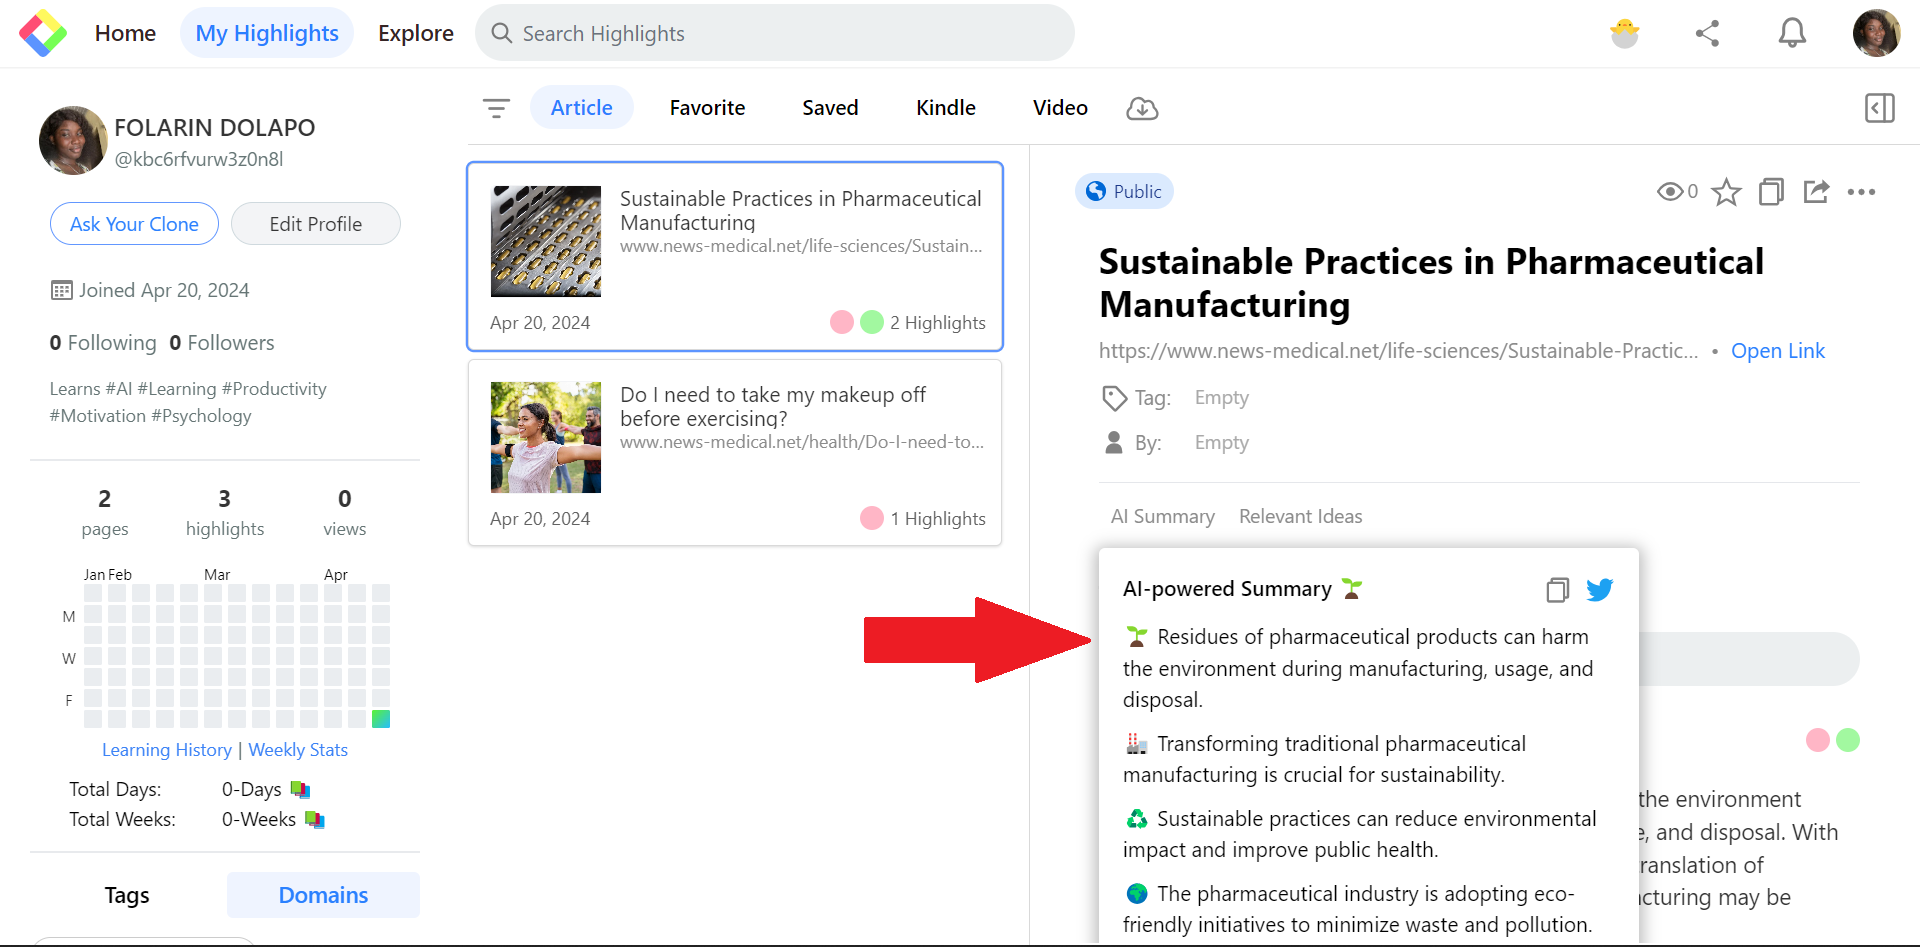 Home
My Highlights
Explore
Search Highlights
FOLARIN DOLAPO
@kbc6rfvurw3z0n8l
Ask Your Clone
Edit Profile
Joined Apr 20, 2024
0 Following 0 Followers
Learns #AI #Learning #Productivity
#Motivation #Psychology
2
pages
3
highlights
0
views
Jan Feb Mar Apr
M
W
F
Learning History | Weekly Stats
Total Days: 0-Days
Total Weeks: 0-Weeks
Tags
Domains
Article
Favorite
Saved
Kindle
Video
Sustainable Practices in Pharmaceutical
Manufacturing
www.news-medical.net/life-sciences/Sustain...
Apr 20, 2024
2 Highlights
Do I need to take my makeup off
before exercising?
www.news-medical.net/health/Do-I-need-to...
Apr 20, 2024
1 Highlights
Public
0
Sustainable Practices in Pharmaceutical
Manufacturing
https://www.news-medical.net/life-sciences/Sustainable-Practic... • Open Link
Tag: Empty
By: Empty
AI Summary
Relevant Ideas
AI-powered Summary
Residues of pharmaceutical products can harm
the environment during manufacturing, usage, and
disposal.
Transforming traditional pharmaceutical
manufacturing is crucial for sustainability.
Sustainable practices can reduce environmental
impact and improve public health.
The pharmaceutical industry is adopting eco-
friendly initiatives to minimize waste and pollution.
the environment
, and disposal. With
ranslation of
cturing may be